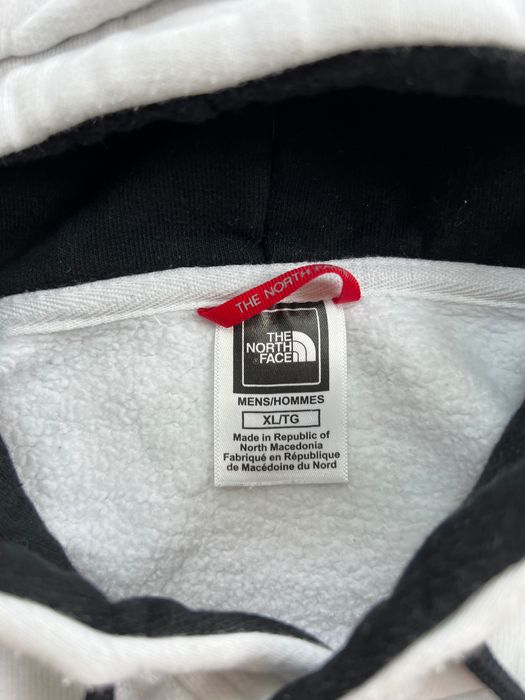 THE NORTH
THE
NORTH
FACE
MENS/HOMMES
XL/TG
Made in Republic of
North Macedonia
Fabriqué en République
de Macédoine du Nord